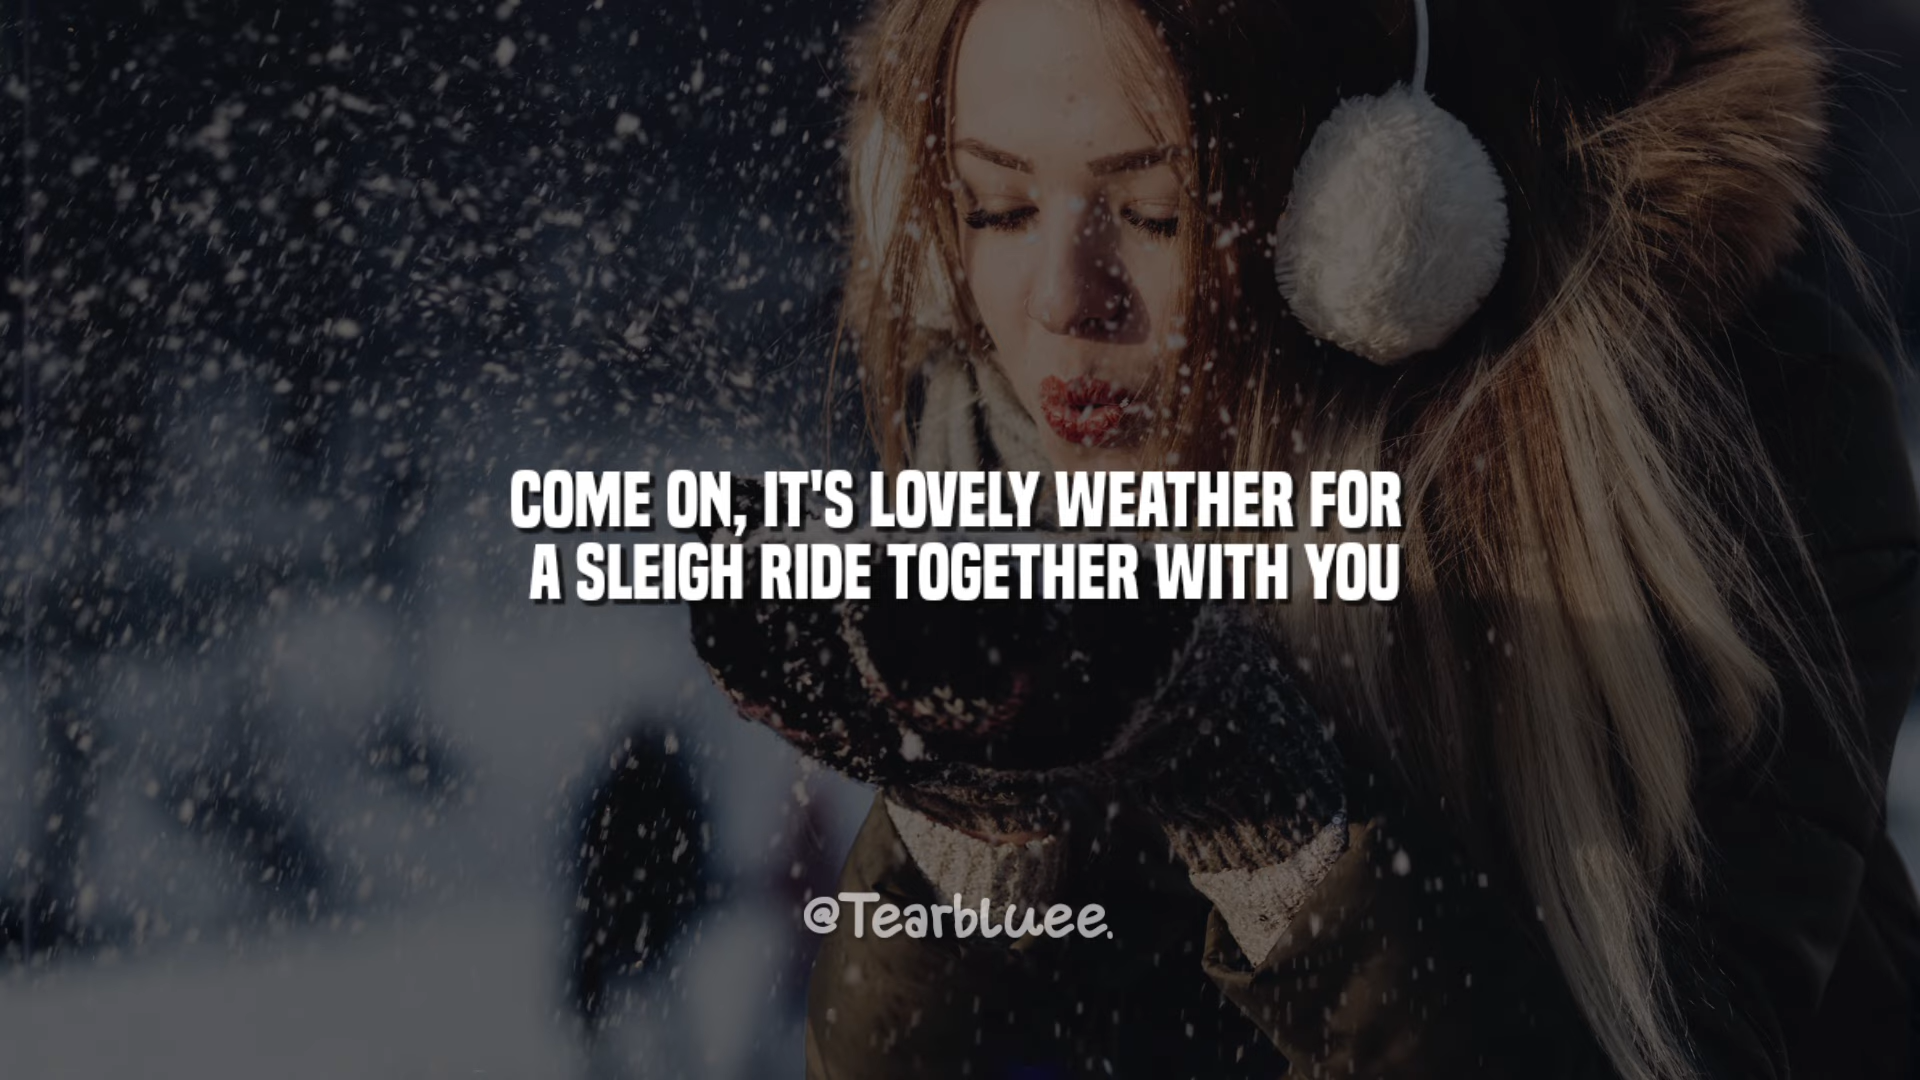 COME ON, IT'S LOVELY WEATHER FOR
A SLEIGH RIDE TOGETHER WITH YOU
@Tearbluee.